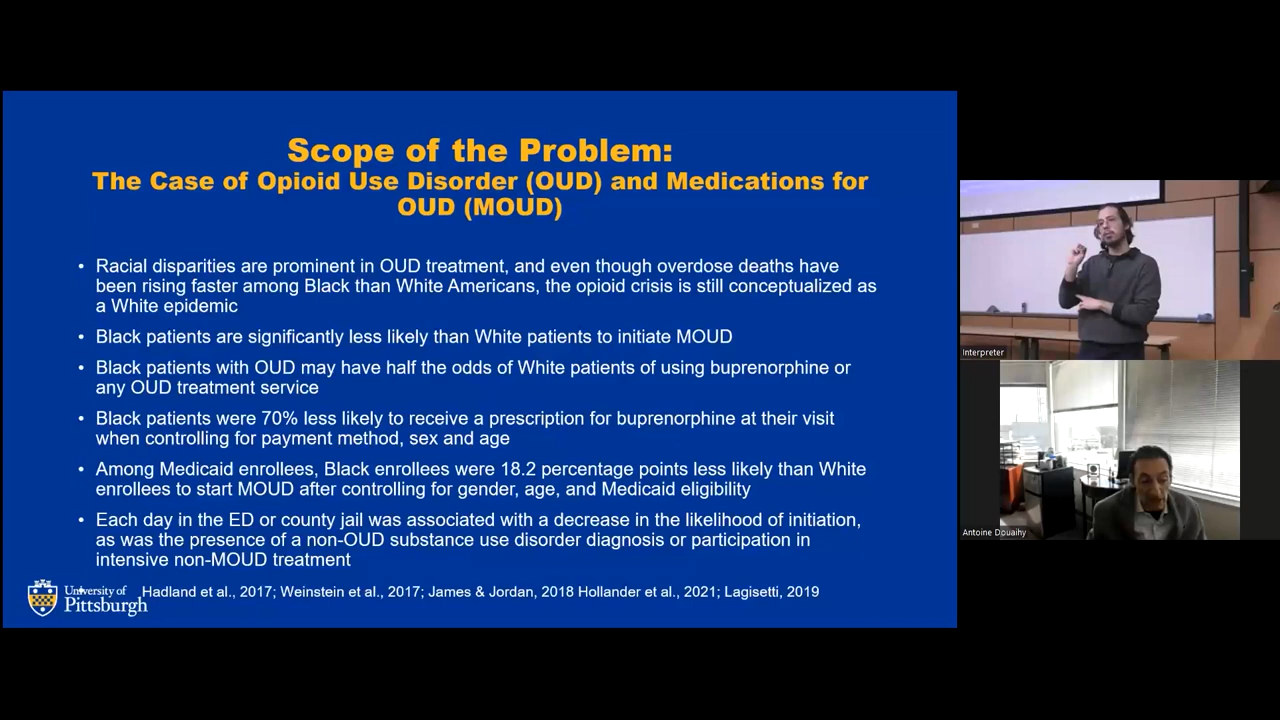 Scope of the Problem:
The Case of Opioid Use Disorder (OUD) and Medications for
OUD (MOUD)
• Racial disparities are prominent in OUD treatment, and even though overdose deaths have
been rising faster among Black than White Americans, the opioid crisis is still conceptualized as
a White epidemic
• Black patients are significantly less likely than White patients to initiate MOUD
• Black patients with OUD may have half the odds of White patients of using buprenorphine or
any OUD treatment service
• Black patients were 70% less likely to receive a prescription for buprenorphine at their visit
when controlling for payment method, sex and age
• Among Medicaid enrollees, Black enrollees were 18.2 percentage points less likely than White
enrollees to start MOUD after controlling for gender, age, and Medicaid eligibility
• Each day in the ED or county jail was associated with a decrease in the likelihood of initiation,
as was the presence of a non-OUD substance use disorder diagnosis or participation in
intensive non-MOUD treatment
University of
Pittsburgh
Hadland et al., 2017; Weinstein et al., 2017; James & Jordan, 2018 Hollander et al., 2021; Lagisetti, 2019
Interpreter
Antoine Douaihy